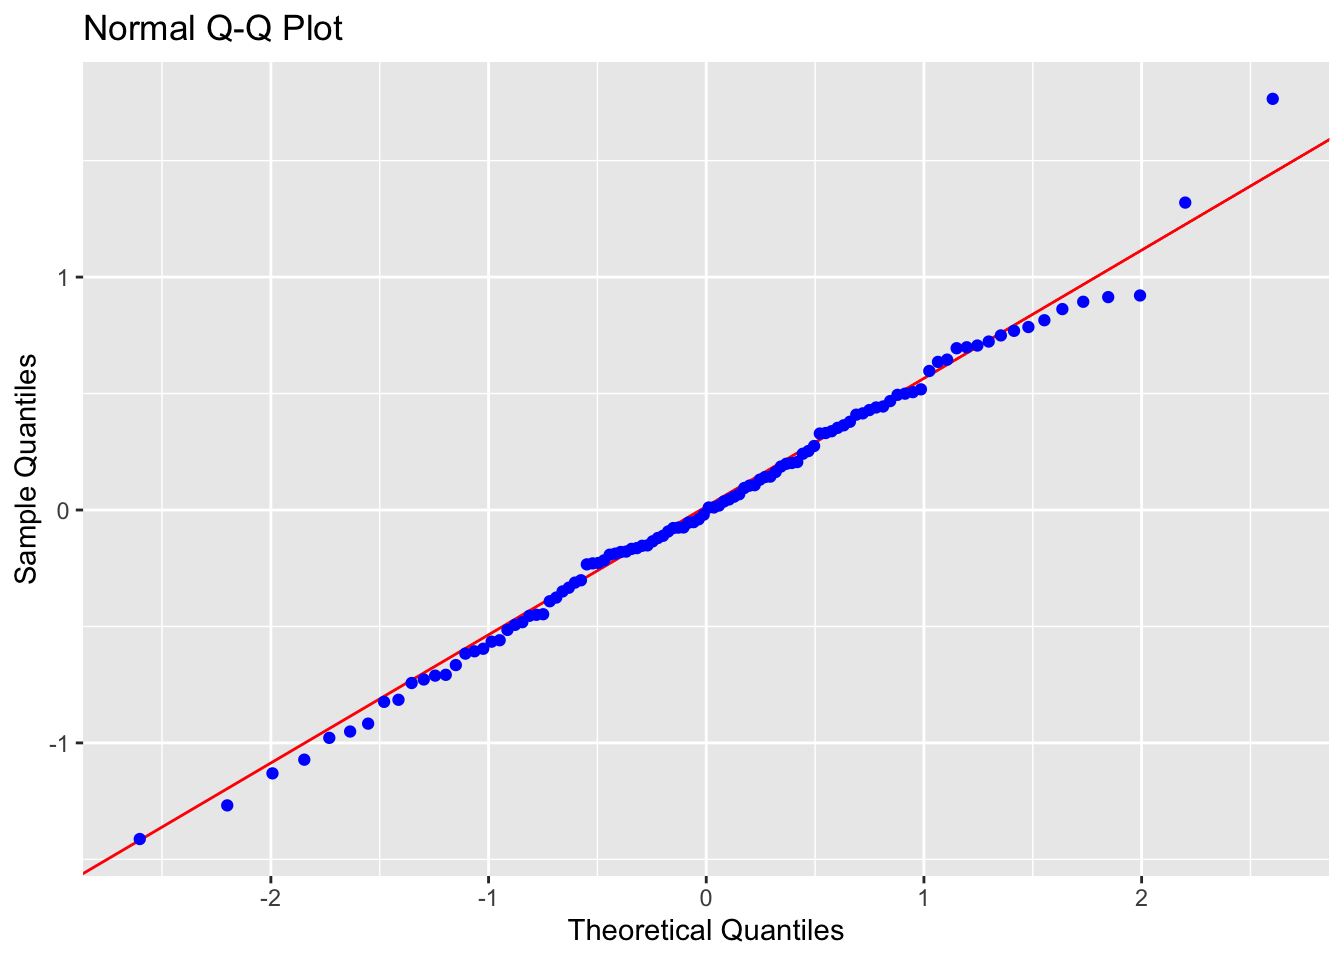 Normal Q-Q Plot
Sample Quantiles
1
0
-1
-2 -1 0 1 2
Theoretical Quantiles